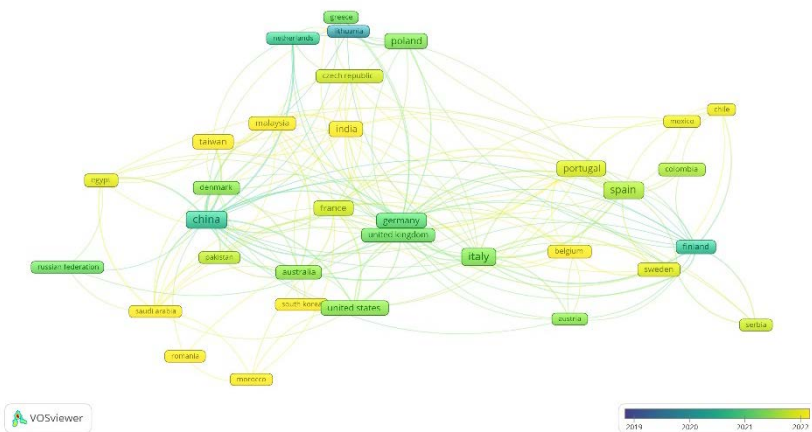 greece
lithuania
netherlands
poland
czech republic
chile
malaysia
india
mexico
taiwan
portugal
colombia
egypt
denmark
spain
france
china
germany
united kingdom
finland
pakistan
italy
belgium
russian federation
australia
sweden
south korea
saudi arabia
united states
austria
serbia
romania
morocco
VOSviewer
2019 2020 2021 2022